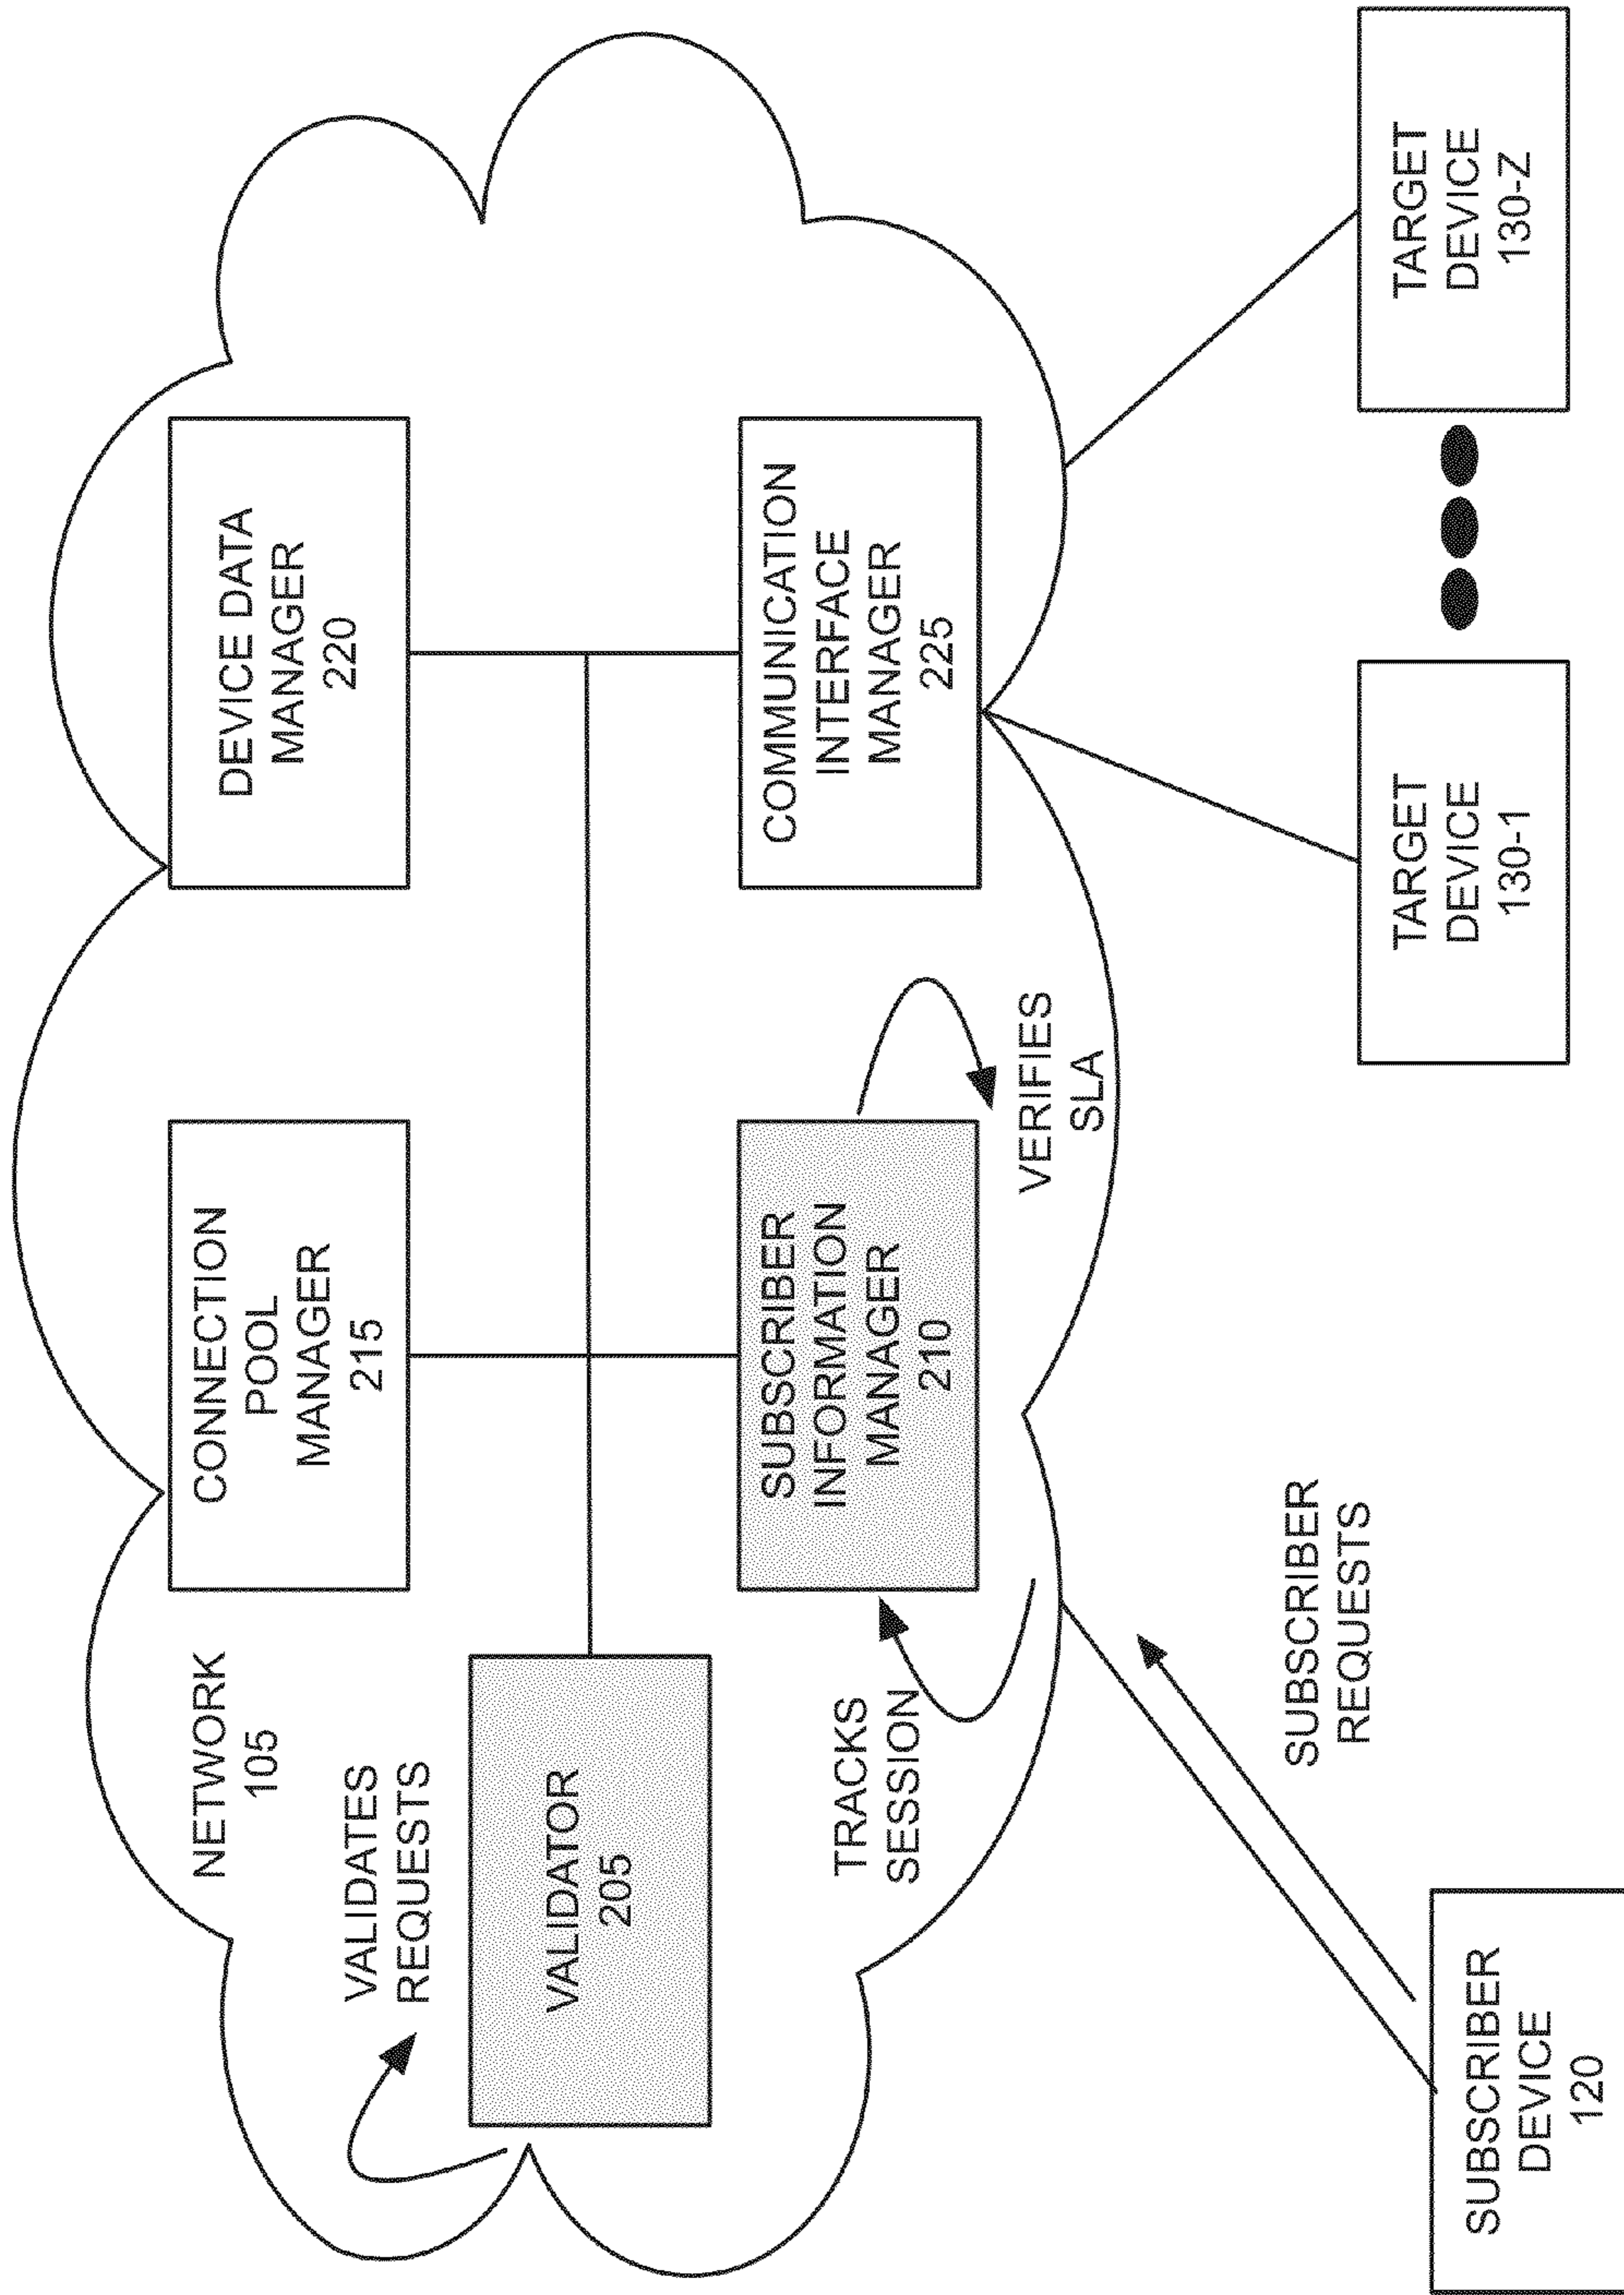 NETWORK
105
VALIDATES
REQUESTS
VALIDATOR
205
CONNECTION
POOL
MANAGER
215
DEVICE DATA
MANAGER
220
TRACKS
SESSION
SUBSCRIBER
INFORMATION
MANAGER
210
VERIFIES
SLA
COMMUNICATION
INTERFACE
MANAGER
225
SUBSCRIBER
REQUESTS
SUBSCRIBER
DEVICE
120
TARGET
DEVICE
130-1
TARGET
DEVICE
130-Z